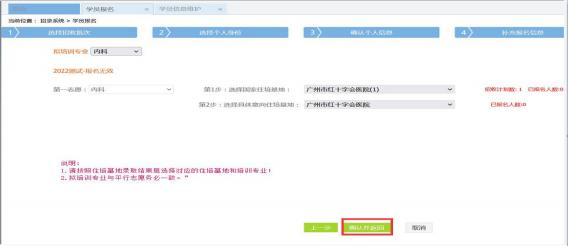 学员报名 学员信息维护
当前位置：招录系统 > 学员报名
1 选择招收批次 2 选择个人身份 3 确认个人信息 4 补充报名信息
拟培训专业 内科
2022测试-报名无效
第一志愿：内科 第1步：选择国家住培基地： 广州市红十字会医院(1) 招收计划数: 1 已报名人数:0
第2步：选择具体意向住培基地： 广州市红十字会医院 已报名人数:0
说明：
1. 请按照住培基地录取结果里选择对应的住培基地和培训专业！
2. 拟培训专业与平行志愿务必一致。"
上一步 确认并返回 取消